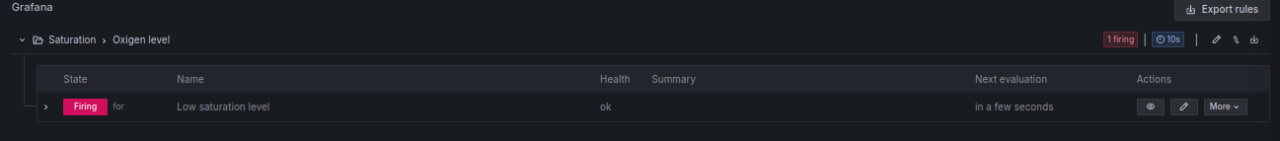 Grafana
Export rules
Saturation > Oxigen level
1 firing
10s
State Name Health Summary Next evaluation Actions
Firing for Low saturation level ok in a few seconds More